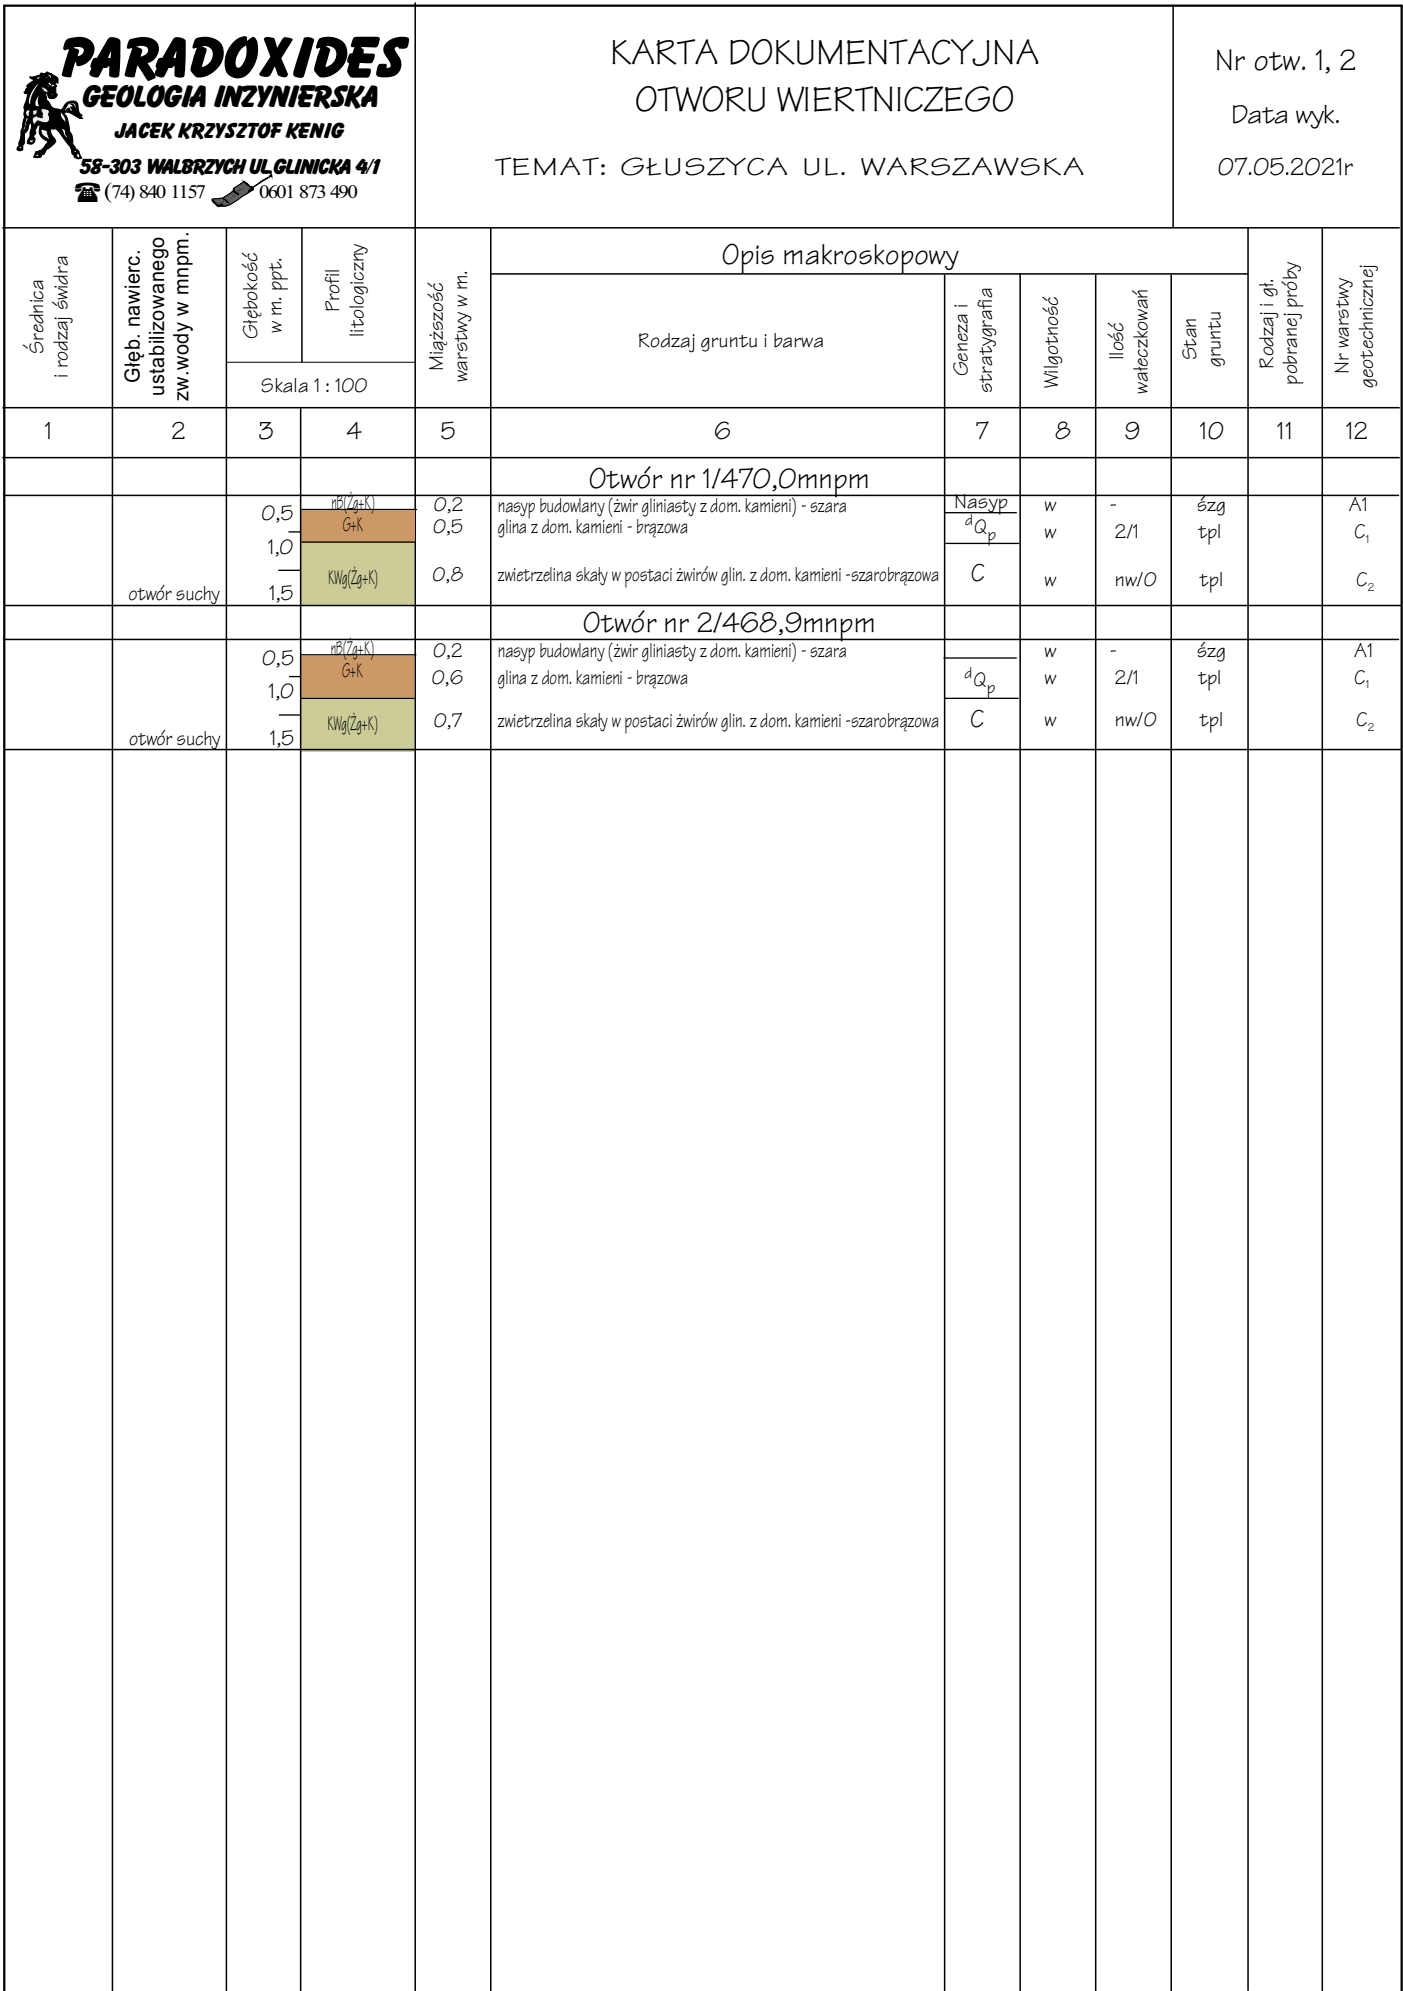 PARADOXIDES
GEOLOGIA INZYNIERSKA
JACEK KRZYSZTOF KENIG
58-303 WALBRZYCH UL GLINICKA 4/1
(74) 840 1157 0601 873 490
KARTA DOKUMENTACYJNA
OTWORU WIERTNICZEGO
TEMAT: GŁUSZYCA UL. WARSZAWSKA
Nr otw. 1, 2
Data wyk.
07.05.2021r
Średnica
i rodzaj świdra
Głęb. nawierc.
ustabilizowanego
zw.wody w mnpm.
Głębokość
w m. ppt.
Profil
litologiczny
Skala 1 : 100
Miąższość
warstwy w m.
Opis makroskopowy
Rodzaj gruntu i barwa
Geneza i
stratygrafia
Wilgotność
Ilość
wałeczkowań
Stan
gruntu
Rodzaj i gł.
pobranej próby
Nr warstwy
geotechnicznej
1 2 3 4 5 6 7 8 9 10 11 12
Otwór nr 1/470,0mnpm
0,5 nB(Żg+K) 0,2 nasyp budowlany (żwir gliniasty z dom. kamieni) - szara Nasyp w - śzg A1
1,0 G+K 0,5 glina z dom. kamieni - brązowa dQp w 2/1 tpl C1
otwór suchy 1,5 KWg(Żg+K) 0,8 zwietrzelina skały w postaci żwirów glin. z dom. kamieni -szarobrązowa C w nw/0 tpl C2
Otwór nr 2/468,9mnpm
0,5 nB(Żg+K) 0,2 nasyp budowlany (żwir gliniasty z dom. kamieni) - szara w - śzg A1
1,0 G+K 0,6 glina z dom. kamieni - brązowa dQp w 2/1 tpl C1
otwór suchy 1,5 KWg(Żg+K) 0,7 zwietrzelina skały w postaci żwirów glin. z dom. kamieni -szarobrązowa C w nw/0 tpl C2